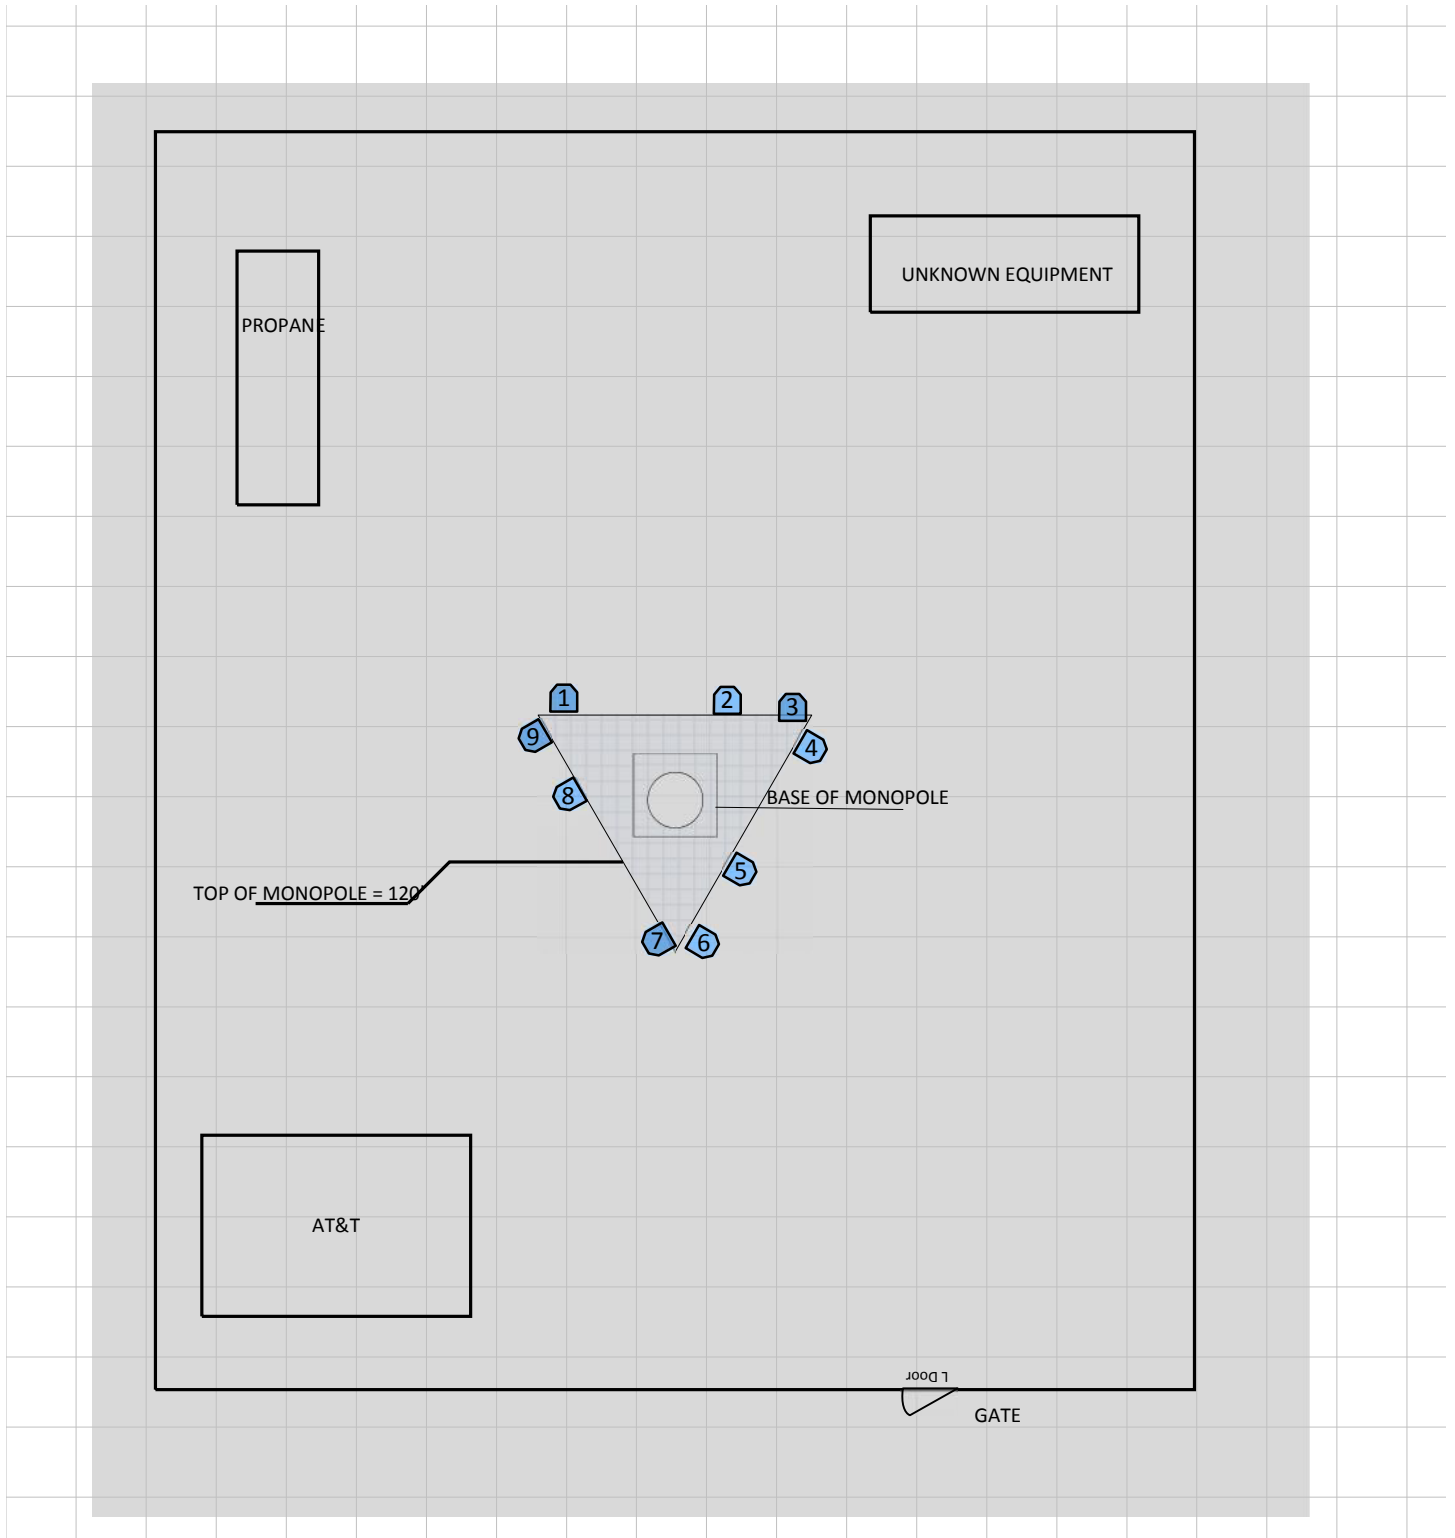 UNKNOWN EQUIPMENT
PROPANE
1
2
3
9
4
8
BASE OF MONOPOLE
5
TOP OF MONOPOLE = 120'
7
6
AT&T
L Door
GATE